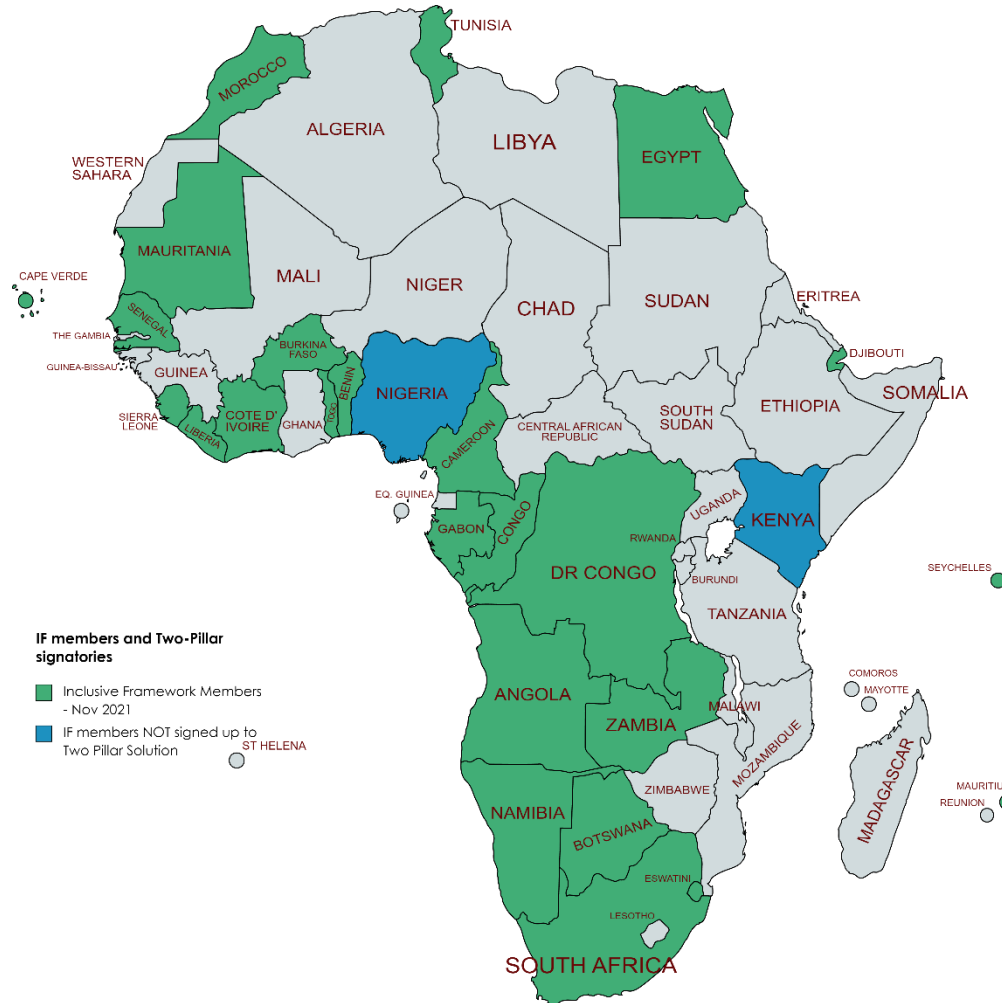 TUNISIA
MOROCCO
ALGERIA
LIBYA
EGYPT
WESTERN
SAHARA
MAURITANIA
MALI
NIGER
CHAD
SUDAN
ERITREA
CAPE VERDE
SENEGAL
THE GAMBIA
GUINEA-BISSAU
GUINEA
BURKINA
FASO
BENIN
NIGERIA
DJIBOUTI
SOMALIA
ETHIOPIA
SOUTH
SUDAN
CENTRAL AFRICAN
REPUBLIC
SIERRA
LEONE
LIBERIA
COTE D'
IVOIRE
GHANA
TOGO
CAMEROON
EQ. GUINEA
GABON
CONGO
UGANDA
KENYA
RWANDA
DR CONGO
BURUNDI
TANZANIA
SEYCHELLES
IF members and Two-Pillar
signatories
Inclusive Framework Members
- Nov 2021
IF members NOT signed up to
Two Pillar Solution
ST HELENA
ANGOLA
ZAMBIA
MALAWI
COMOROS
MAYOTTE
MOZAMBIQUE
ZIMBABWE
MADAGASCAR
MAURITIU
REUNION
NAMIBIA
BOTSWANA
ESWATINI
LESOTHO
SOUTH AFRICA